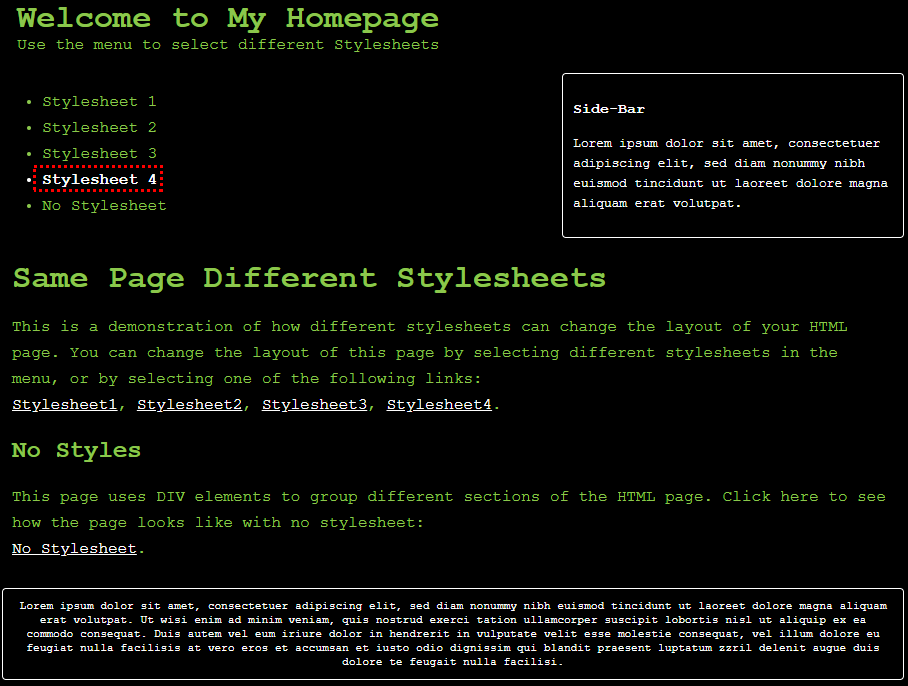 Welcome to My Homepage
Use the menu to select different Stylesheets
Stylesheet 1
Stylesheet 2
Stylesheet 3
Stylesheet 4
No Stylesheet
Side-Bar
Lorem ipsum dolor sit amet, consectetuer
adipiscing elit, sed diam nonummy nibh
euismod tincidunt ut laoreet dolore magna
aliquam erat volutpat.
Same Page Different Stylesheets
This is a demonstration of how different stylesheets can change the layout of your HTML
page. You can change the layout of this page by selecting different stylesheets in the
menu, or by selecting one of the following links:
Stylesheet1, Stylesheet2, Stylesheet3, Stylesheet4.
No Styles
This page uses DIV elements to group different sections of the HTML page. Click here to see
how the page looks like with no stylesheet:
No Stylesheet.
Lorem ipsum dolor sit amet, consectetuer adipiscing elit, sed diam nonummy nibh euismod tincidunt ut laoreet dolore magna aliquam
erat volutpat. Ut wisi enim ad minim veniam, quis nostrud exerci tation ullamcorper suscipit lobortis nisl ut aliquip ex ea
commodo consequat. Duis autem vel eum iriure dolor in hendrerit in vulputate velit esse molestie consequat, vel illum dolore eu
feugiat nulla facilisis at vero eros et accumsan et iusto odio dignissim qui blandit praesent luptatum zzril delenit augue duis
dolore te feugait nulla facilisi.